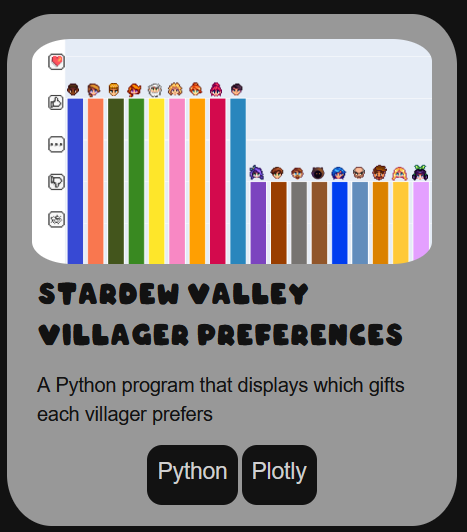 STARDEW VALLEY
VILLAGER PREFERENCES
A Python program that displays which gifts
each villager prefers
Python Plotly